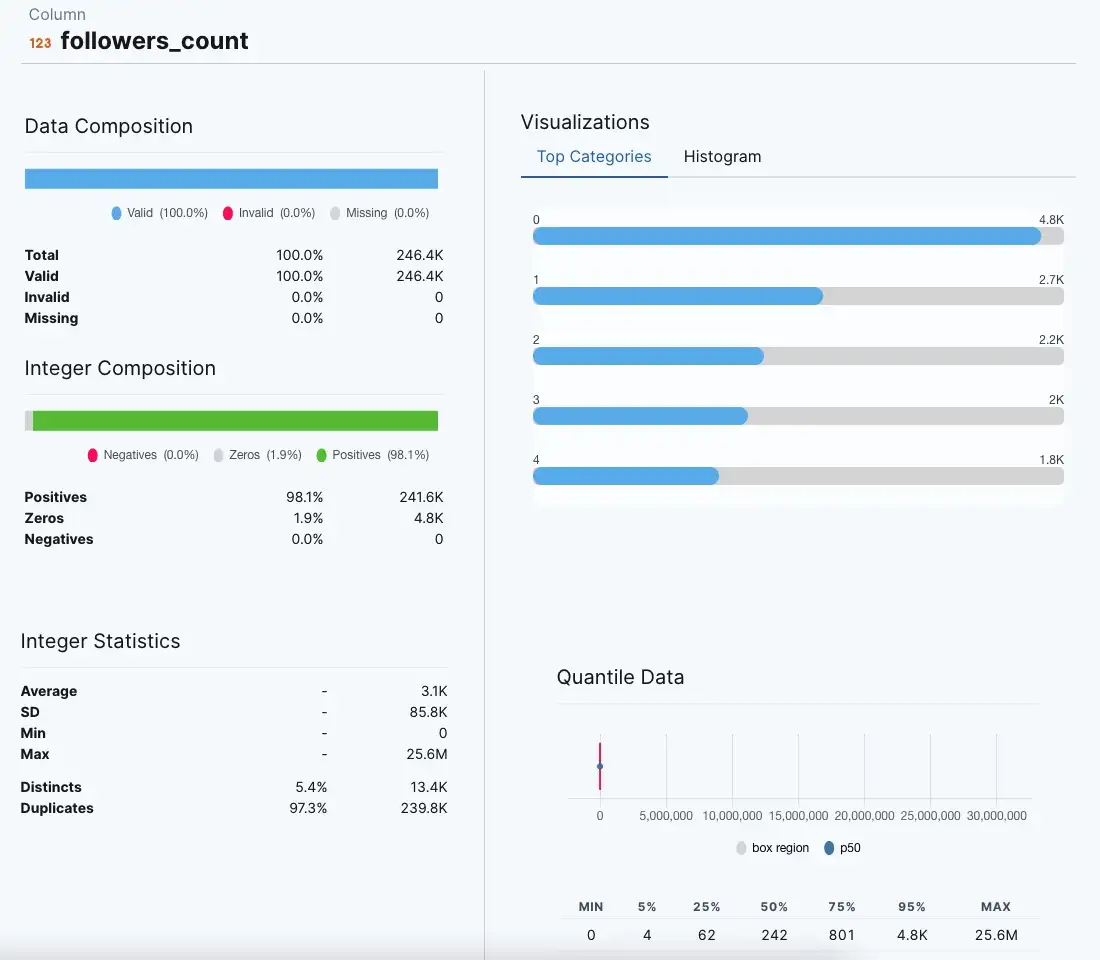 Column
123 followers_count
Data Composition
Valid (100.0%) Invalid (0.0%) Missing (0.0%)
Total 100.0% 246.4K
Valid 100.0% 246.4K
Invalid 0.0% 0
Missing 0.0% 0
Integer Composition
Negatives (0.0%) Zeros (1.9%) Positives (98.1%)
Positives 98.1% 241.6K
Zeros 1.9% 4.8K
Negatives 0.0% 0
Integer Statistics
Average - 3.1K
SD - 85.8K
Min - 0
Max - 25.6M
Distincts 5.4% 13.4K
Duplicates 97.3% 239.8K
Visualizations
Top Categories Histogram
0 4.8K
1 2.7K
2 2.2K
3 2K
4 1.8K
Quantile Data
0 5,000,000 10,000,000 15,000,000 20,000,000 25,000,000 30,000,000
box region p50
MIN 5% 25% 50% 75% 95% MAX
0 4 62 242 801 4.8K 25.6M